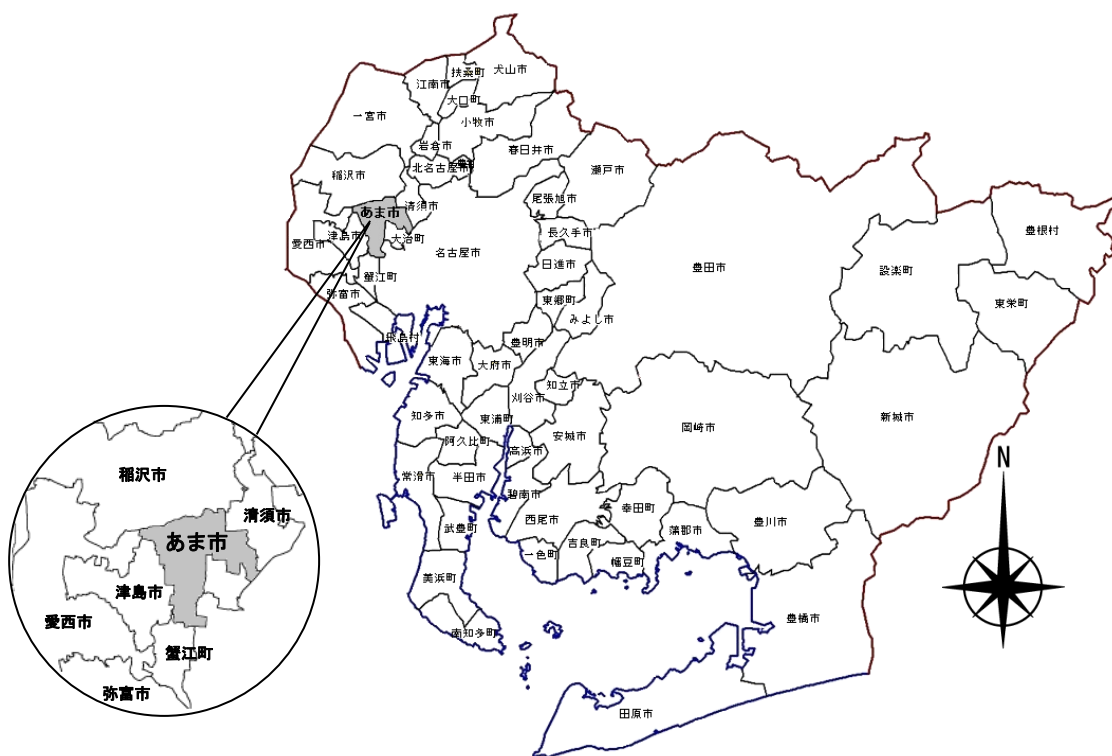 扶桑町
犬山市
江南市
大口町
一宮市
小牧市
岩倉市
春日井市
北名古屋市
瀬戸市
稲沢市
尾張旭市
清須市
あま市
津島市
大治町
愛西市
長久手市
名古屋市
日進市
豊田市
蟹江町
弥富市
東郷町
みよし市
飛島村
豊明市
東海市
大府市
豊根村
設楽町
東栄町
知立市
刈谷市
知多市
東浦町
新城市
岡崎市
阿久比町
安城市
高浜市
常滑市
半田市
碧南市
西尾市
幸田町
豊川市
蒲郡市
武豊町
吉良町
一色町
幡豆町
美浜町
南知多町
豊橋市
田原市
N
稲沢市
清須市
あま市
津島市
愛西市
蟹江町
弥富市